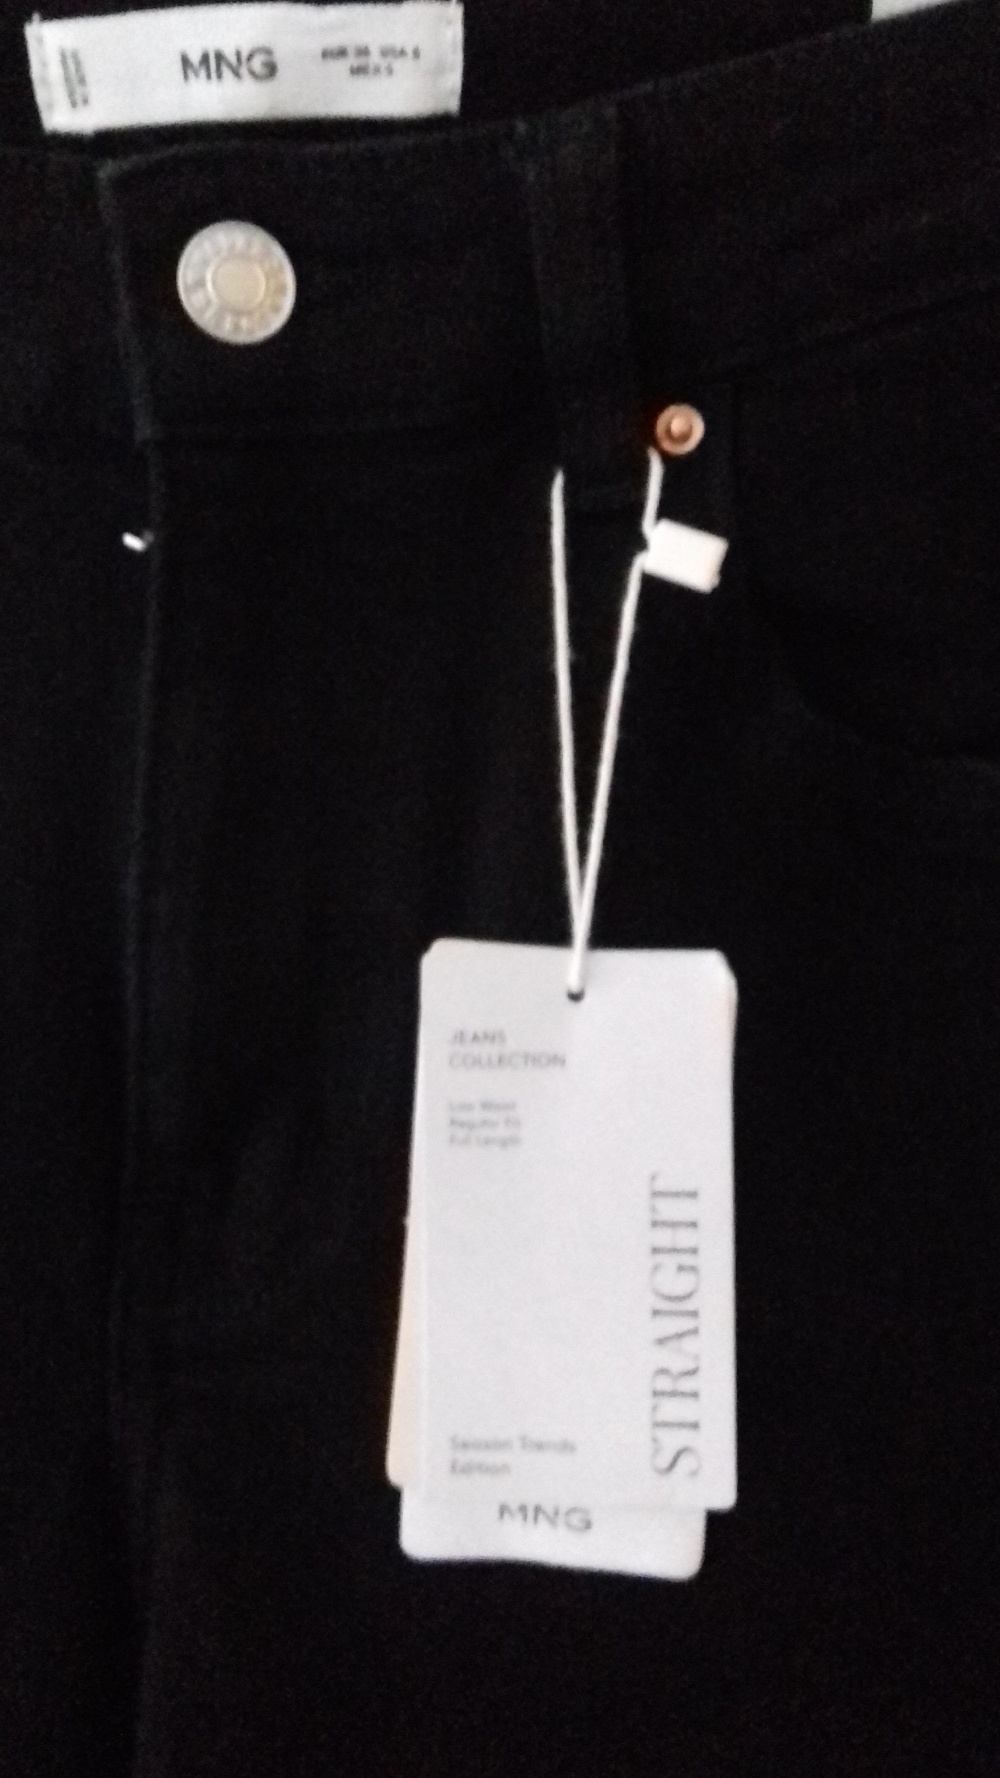 MNG
JEANS
COLLECTION
Low Waist
Regular Fit
Full Length
STRAIGHT
Season Trends
Edition
MNG